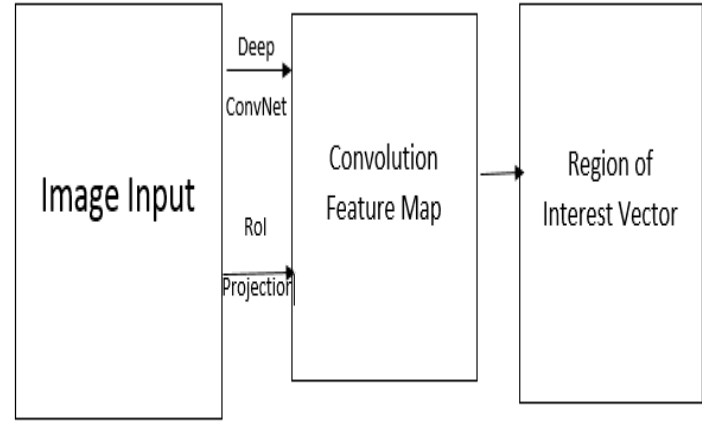 Image Input
Deep
ConvNet
RoI
Projection
Convolution
Feature Map
Region of
Interest Vector